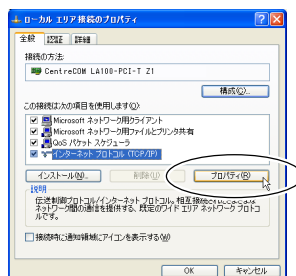 ローカル エリア接続のプロパティ
全般 認証 詳細
接続の方法:
CentreCOM LA100-PCI-T Z1
構成(C)...
この接続は次の項目を使用します(O):
Microsoft ネットワーク用クライアント
Microsoft ネットワーク用ファイルとプリンタ共有
QoS パケット スケジューラ
インターネット プロトコル (TCP/IP)
インストール(N)... 削除(U) プロパティ(R)
説明
伝送制御プロトコル/インターネット プロトコル。相互接続されたさまざまな
ネットワーク間の通信を提供する、既定のワイド エリア ネットワーク プロトコ
ルです。
接続時に通知領域にアイコンを表示する(W)
OK キャンセル